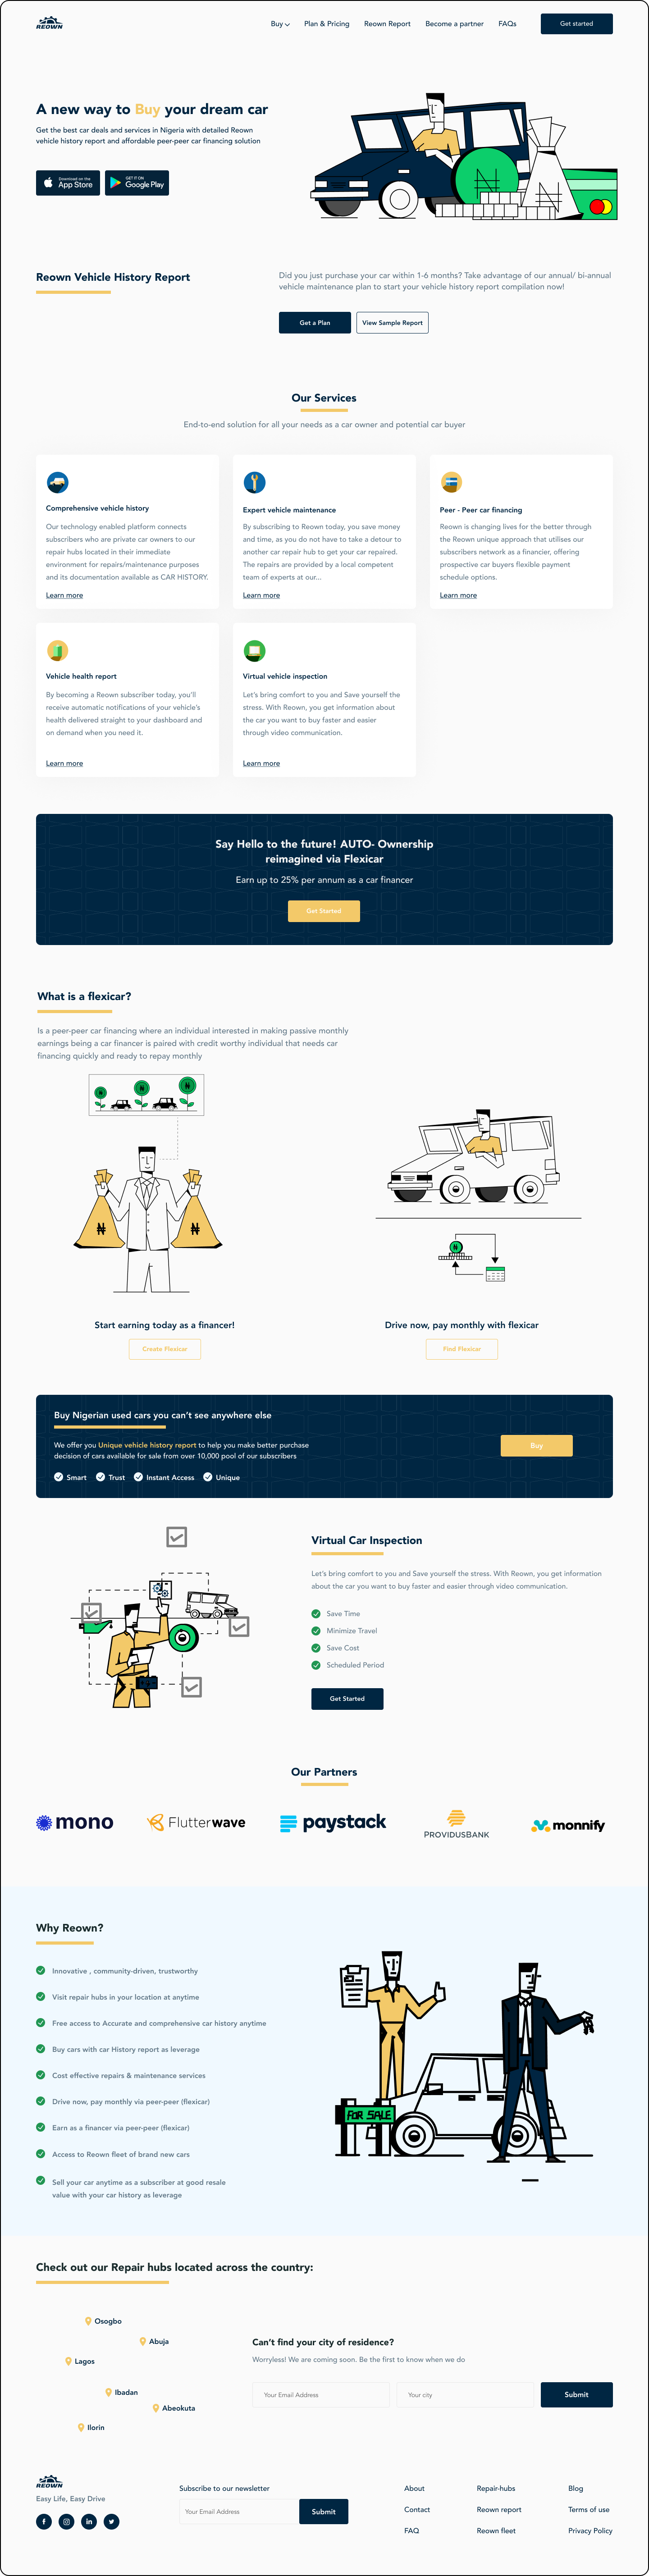 REOWN
Buy Plan & Pricing Reown Report Become a partner FAQs Get started
A new way to Buy your dream car
Get the best car deals and services in Nigeria with detailed Reown
vehicle history report and affordable peer-peer car financing solution
Download on the
App Store
GET IT ON
Google Play
Reown Vehicle History Report
Did you just purchase your car within 1-6 months? Take advantage of our annual/ bi-annual
vehicle maintenance plan to start your vehicle history report compilation now!
Get a Plan
View Sample Report
Our Services
End-to-end solution for all your needs as a car owner and potential car buyer
Comprehensive vehicle history
Our technology enabled platform connects
subscribers who are private car owners to our
repair hubs located in their immediate
environment for repairs/maintenance purposes
and its documentation available as CAR HISTORY.
Learn more
Expert vehicle maintenance
By subscribing to Reown today, you save money
and time, as you do not have to take a detour to
another car repair hub to get your car repaired.
The repairs are provided by a local competent
team of experts at our...
Learn more
Peer - Peer car financing
Reown is changing lives for the better through
the Reown unique approach that utilises our
subscribers network as a financier, offering
prospective car buyers flexible payment
schedule options.
Learn more
Vehicle health report
By becoming a Reown subscriber today, you'll
receive automatic notifications of your vehicle's
health delivered straight to your dashboard and
on demand when you need it.
Learn more
Virtual vehicle inspection
Let's bring comfort to you and Save yourself the
stress. With Reown, you get information about
the car you want to buy faster and easier
through video communication.
Learn more
Say Hello to the future! AUTO- Ownership
reimagined via Flexicar
Earn up to 25% per annum as a car financer
Get Started
What is a flexicar?
Is a peer-peer car financing where an individual interested in making passive monthly
earnings being a car financer is paired with credit worthy individual that needs car
financing quickly and ready to repay monthly
₦ ₦
Start earning today as a financer!
Create Flexicar
Drive now, pay monthly with flexicar
Find Flexicar
Buy Nigerian used cars you can't see anywhere else
We offer you Unique vehicle history report to help you make better purchase
decision of cars available for sale from over 10,000 pool of our subscribers
Smart Trust Instant Access Unique
Buy
Virtual Car Inspection
Let's bring comfort to you and Save yourself the stress. With Reown, you get information
about the car you want to buy faster and easier through video communication.
Save Time
Minimize Travel
Save Cost
Scheduled Period
Get Started
Our Partners
mono
Flutterwave
paystack
PROVIDUSBANK
monnify
Why Reown?
Innovative , community-driven, trustworthy
Visit repair hubs in your location at anytime
Free access to Accurate and comprehensive car history anytime
Buy cars with car History report as leverage
Cost effective repairs & maintenance services
Drive now, pay monthly via peer-peer (flexicar)
Earn as a financer via peer-peer (flexicar)
Access to Reown fleet of brand new cars
Sell your car anytime as a subscriber at good resale
value with your car history as leverage
FOR SALE
Check out our Repair hubs located across the country:
Osogbo
Abuja
Lagos
Ibadan
Abeokuta
Ilorin
Can't find your city of residence?
Worryless! We are coming soon. Be the first to know when we do
Your Email Address
Your city
Submit
REOWN
Easy Life, Easy Drive
Subscribe to our newsletter
Your Email Address
Submit
About
Contact
FAQ
Repair-hubs
Reown report
Reown fleet
Blog
Terms of use
Privacy Policy